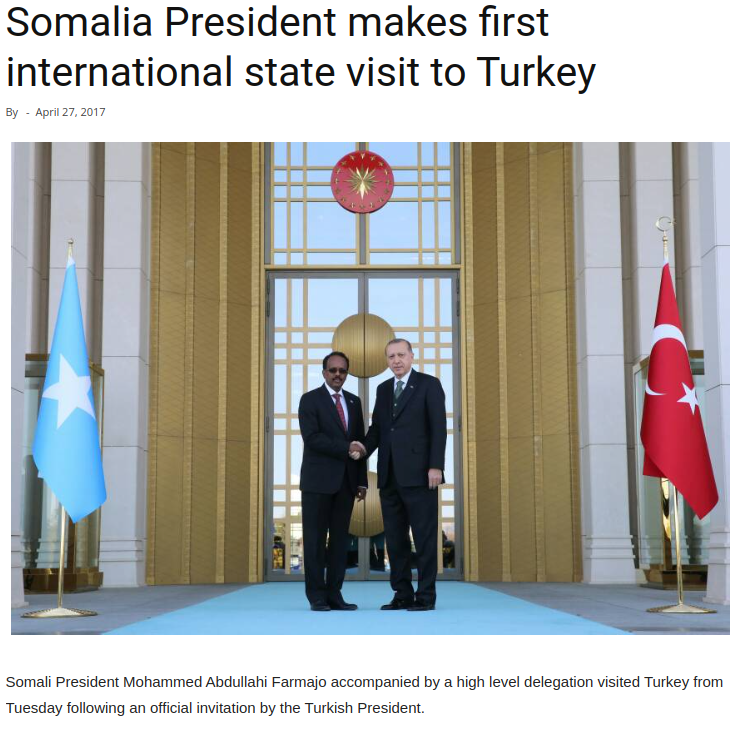 Somalia President makes first
international state visit to Turkey
By - April 27, 2017
Somali President Mohammed Abdullahi Farmajo accompanied by a high level delegation visited Turkey from
Tuesday following an official invitation by the Turkish President.